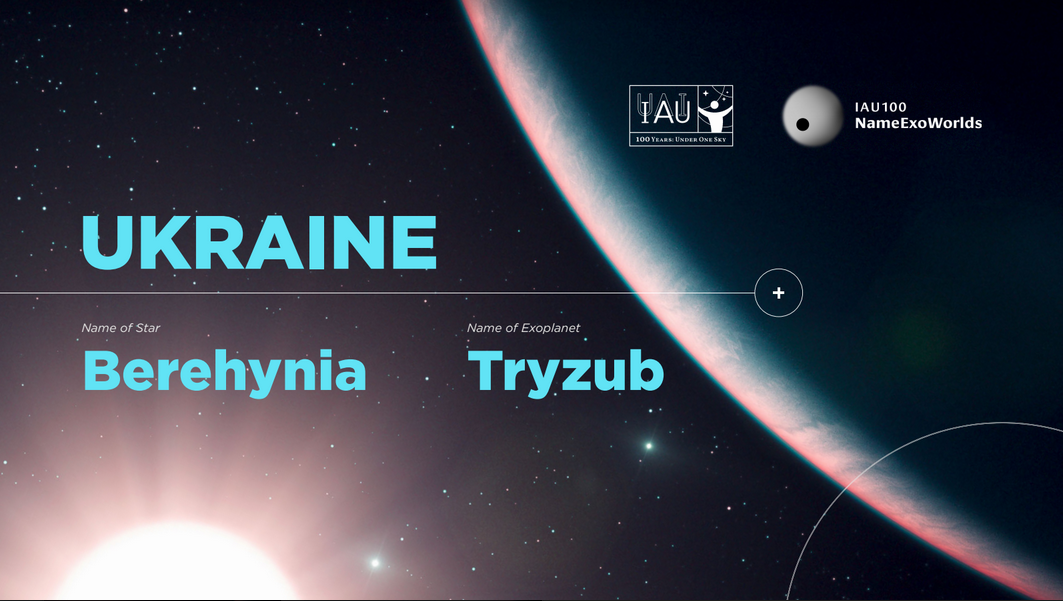 IAU
100 YEARS: UNDER ONE SKY
IAU100
NameExoWorlds
UKRAINE
+
Name of Star
Name of Exoplanet
Berehynia
Tryzub